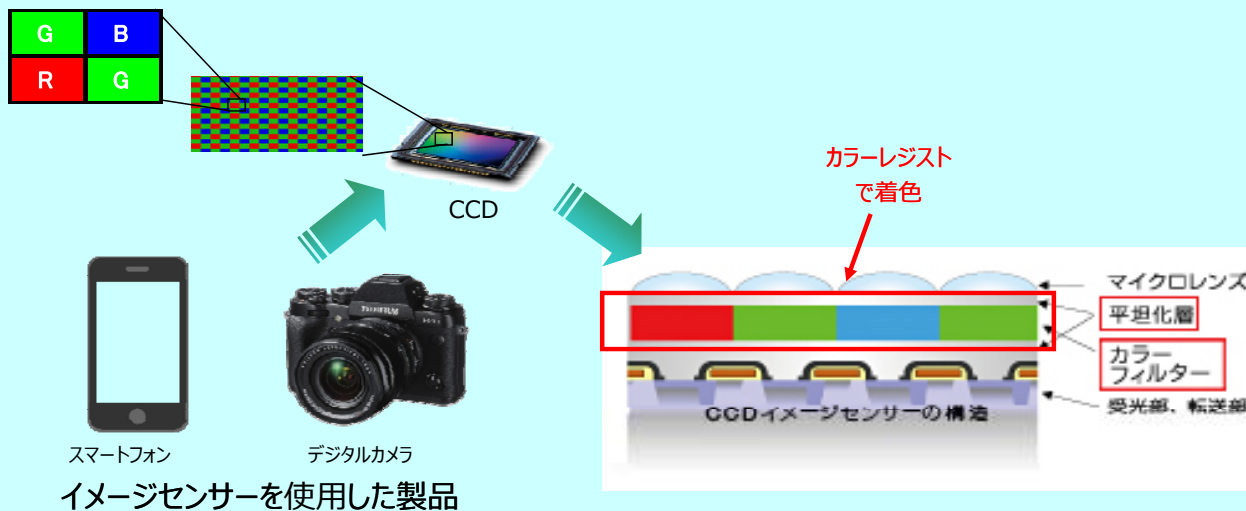 G B
R G
CCD
カラーレジスト
で着色
マイクロレンズ
平坦化層
カラー
フィルター
受光部、転送部
CCDイメージセンサーの構造
FUJIFILM
スマートフォン
デジタルカメラ
イメージセンサーを使用した製品